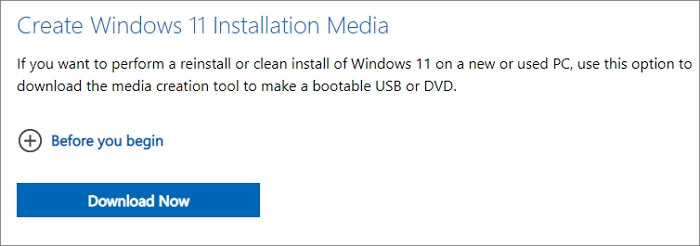 Create Windows 11 Installation Media
If you want to perform a reinstall or clean install of Windows 11 on a new or used PC, use this option to
download the media creation tool to make a bootable USB or DVD.
Before you begin
Download Now